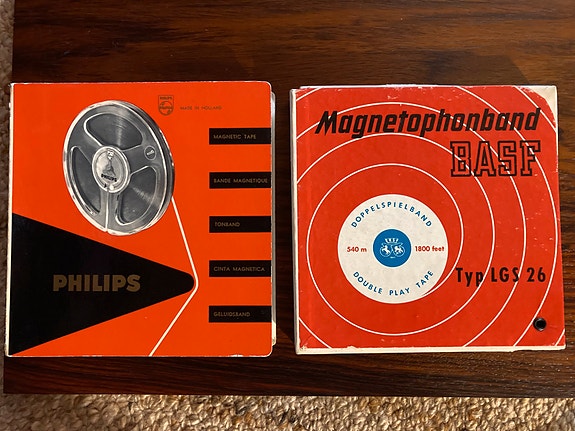 PHILIPS
MADE IN HOLLAND
MAGNETIC TAPE
BANDE MAGNETIQUE
TONBAND
CINTA MAGNETICA
GELUIDSBAND
PHILIPS
PHILIPS
Magnetophonband
BASF
DOPPELSPIELBAND
540 m 1800 feet
DOUBLE PLAY TAPE
Typ LGS 26